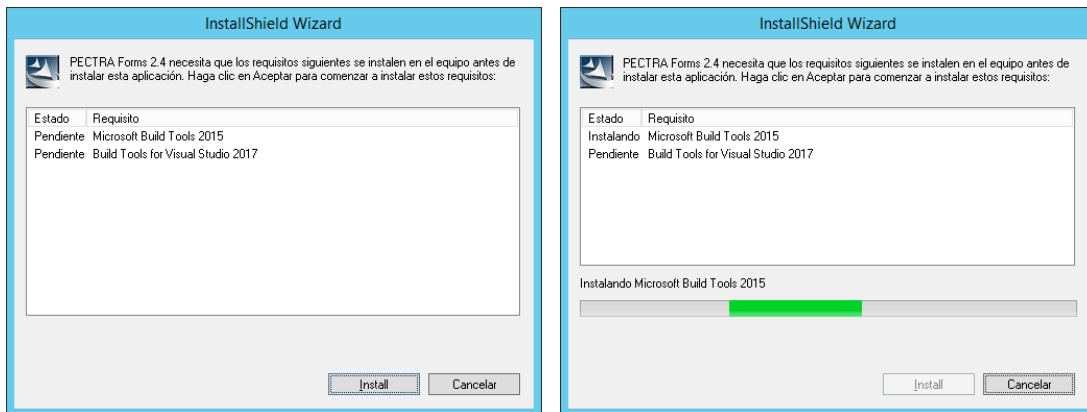 InstallShield Wizard
PECTRA Forms 2.4 necesita que los requisitos siguientes se instalen en el equipo antes de
instalar esta aplicación. Haga clic en Aceptar para comenzar a instalar estos requisitos:
Estado Requisito
Pendiente Microsoft Build Tools 2015
Pendiente Build Tools for Visual Studio 2017
Install Cancelar
InstallShield Wizard
PECTRA Forms 2.4 necesita que los requisitos siguientes se instalen en el equipo antes de
instalar esta aplicación. Haga clic en Aceptar para comenzar a instalar estos requisitos:
Estado Requisito
Instalando Microsoft Build Tools 2015
Pendiente Build Tools for Visual Studio 2017
Instalando Microsoft Build Tools 2015
Install Cancelar